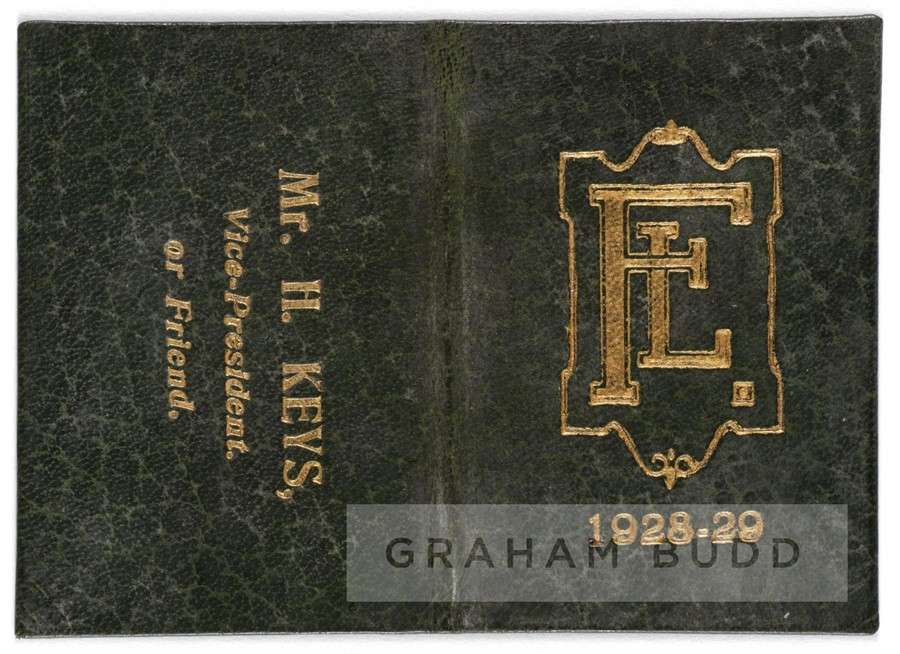 Mr. H. KEYS,
Vice-President.
or Friend.
FL.
1928-29
GRAHAM BUDD